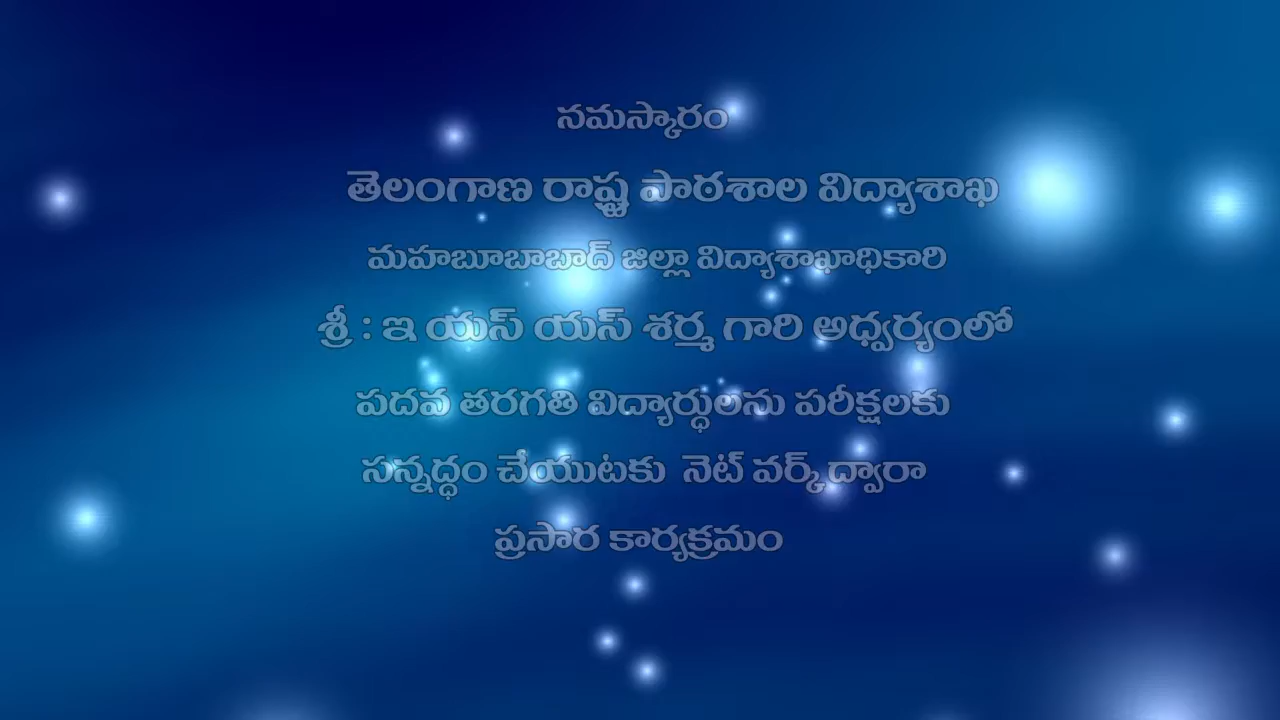 నమస్కారం
తెలంగాణ రాష్ట్ర పాఠశాల విద్యాశాఖ
మహబూబాబాద్ జిల్లా విద్యాశాఖాధికారి
శ్రీ : ఇ యస్ యస్ శర్మ గారి అధ్వర్యంలో
పదవ తరగతి విద్యార్ధులను పరీక్షలకు
సన్నద్ధం చేయుటకు నెట్ వర్క్ ద్వారా
ప్రసార కార్యక్రమం